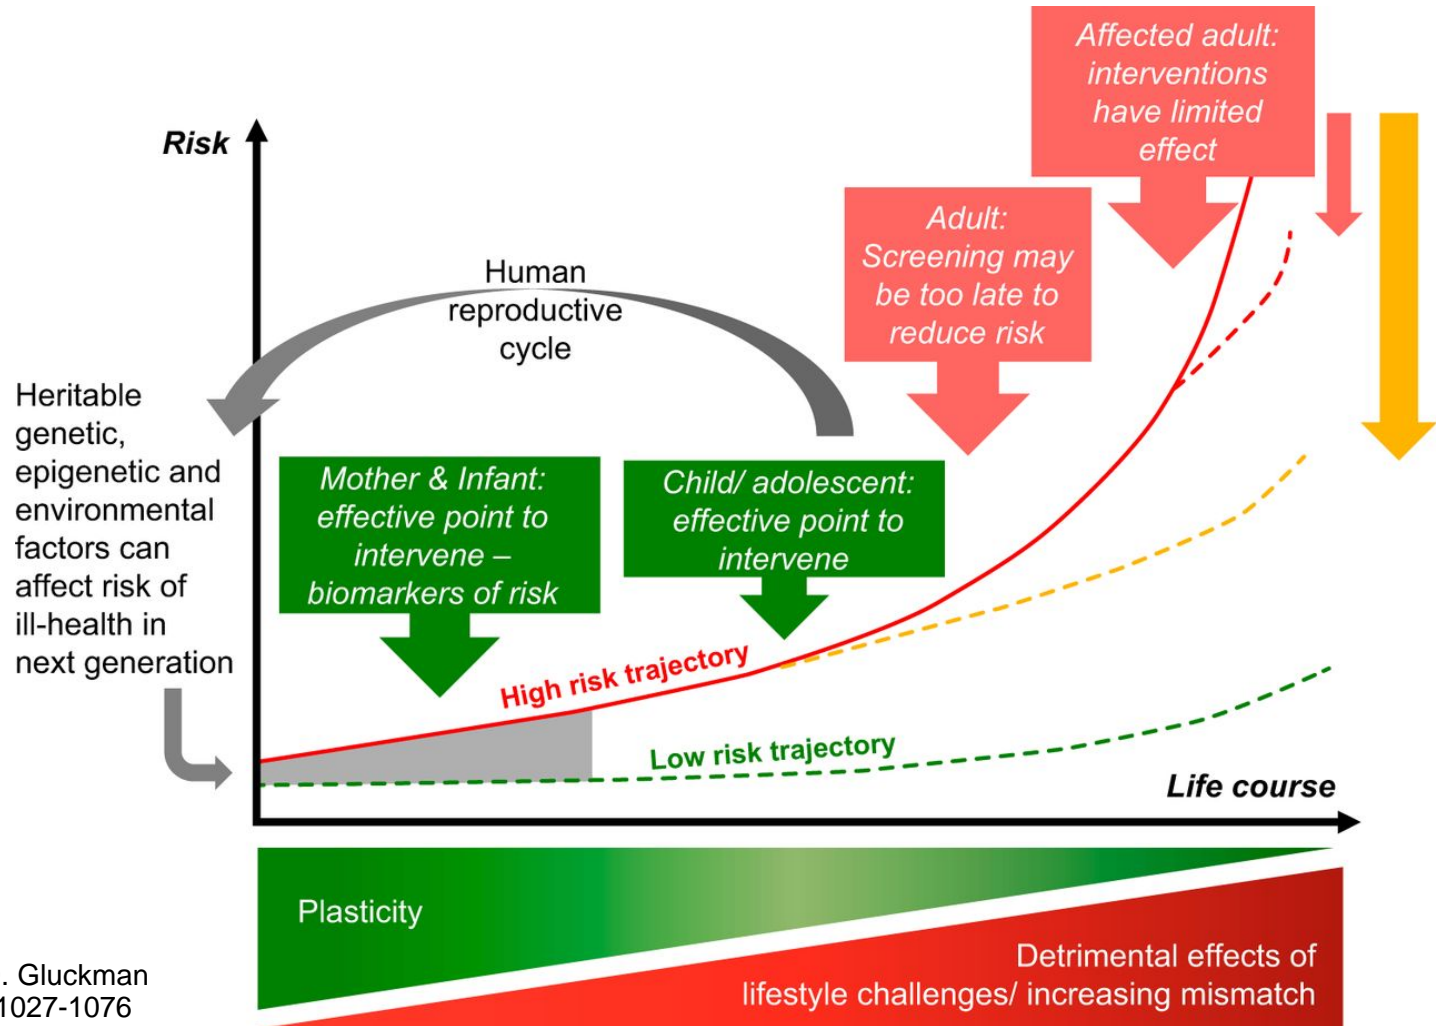 Affected adult:
interventions
have limited
effect
Risk
Adult:
Screening may
be too late to
reduce risk
Human
reproductive
cycle
Heritable
genetic,
epigenetic and
environmental
factors can
affect risk of
ill-health in
next generation
Mother & Infant:
effective point to
intervene –
biomarkers of risk
Child/ adolescent:
effective point to
intervene
High risk trajectory
Low risk trajectory
Life course
Plasticity
Detrimental effects of
lifestyle challenges/ increasing mismatch
. Gluckman
1027-1076